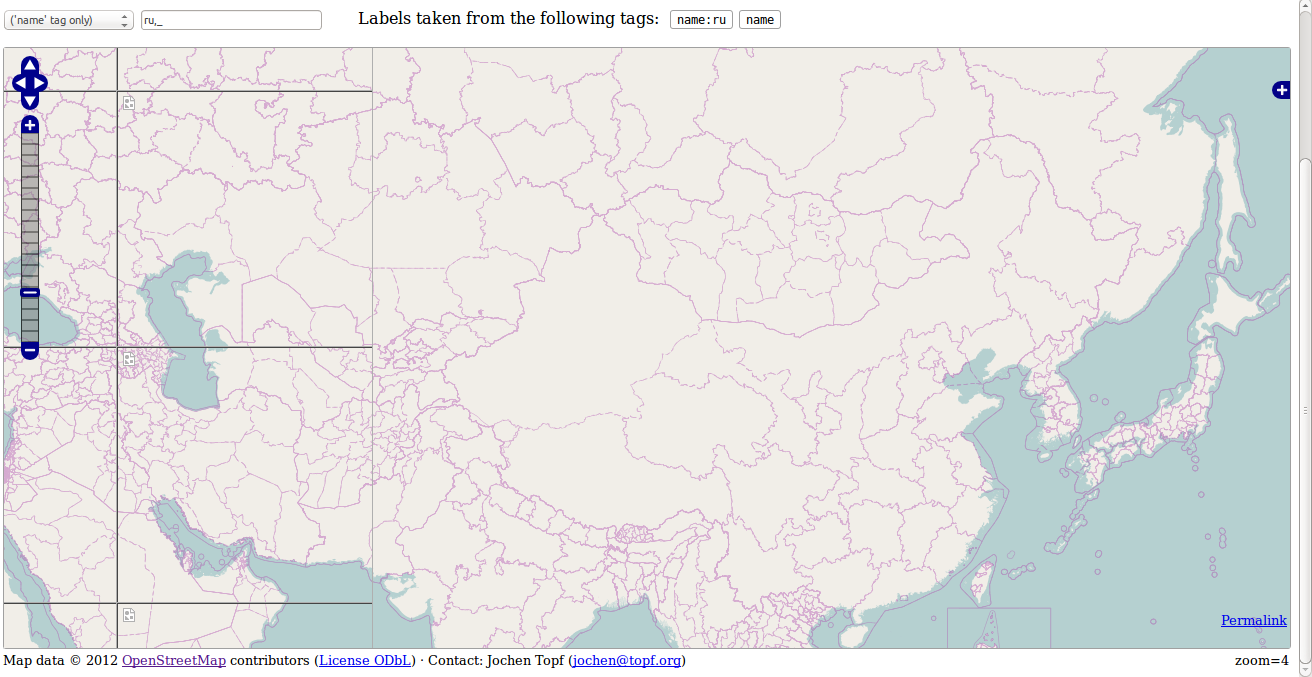 ('name' tag only) ru,_ Labels taken from the following tags: name:ru name
Permalink
Map data © 2012 OpenStreetMap contributors (License ODbL) · Contact: Jochen Topf (jochen@topf.org) zoom=4